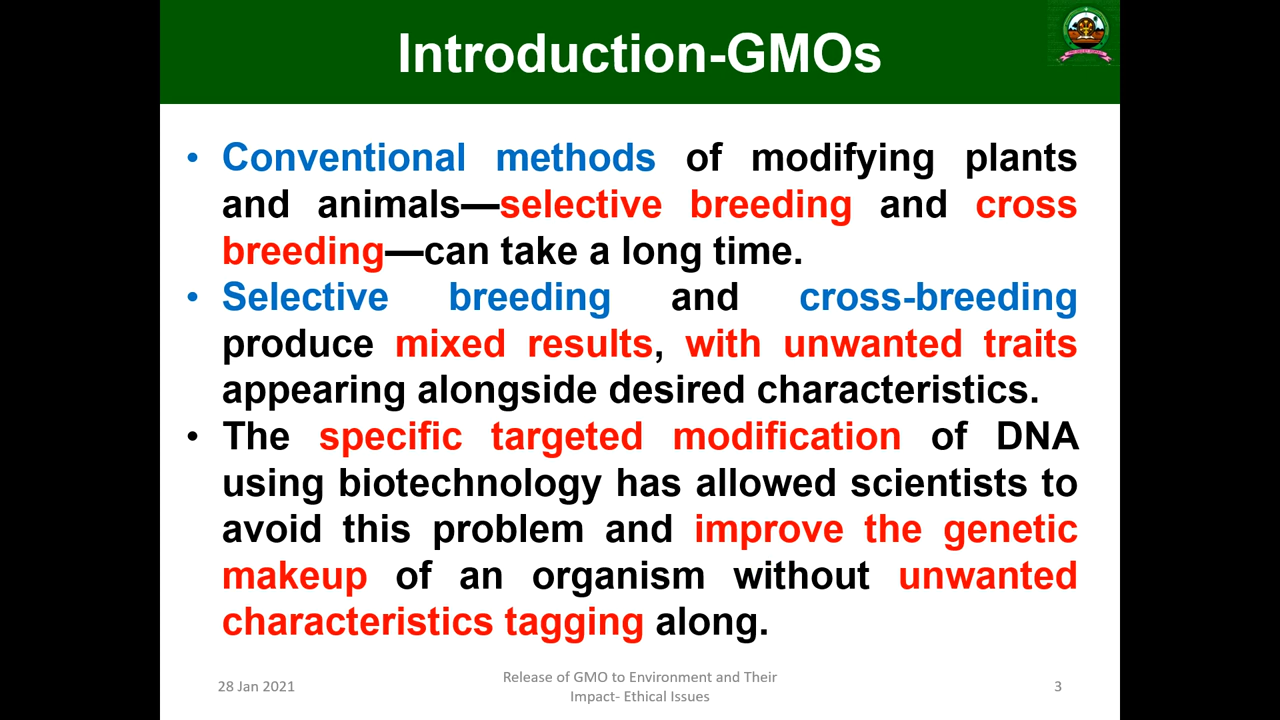 Introduction-GMOs
• Conventional methods of modifying plants
and animals—selective breeding and cross
breeding—can take a long time.
• Selective breeding and cross-breeding
produce mixed results, with unwanted traits
appearing alongside desired characteristics.
• The specific targeted modification of DNA
using biotechnology has allowed scientists to
avoid this problem and improve the genetic
makeup of an organism without unwanted
characteristics tagging along.
28 Jan 2021
Release of GMO to Environment and Their
Impact- Ethical Issues
3